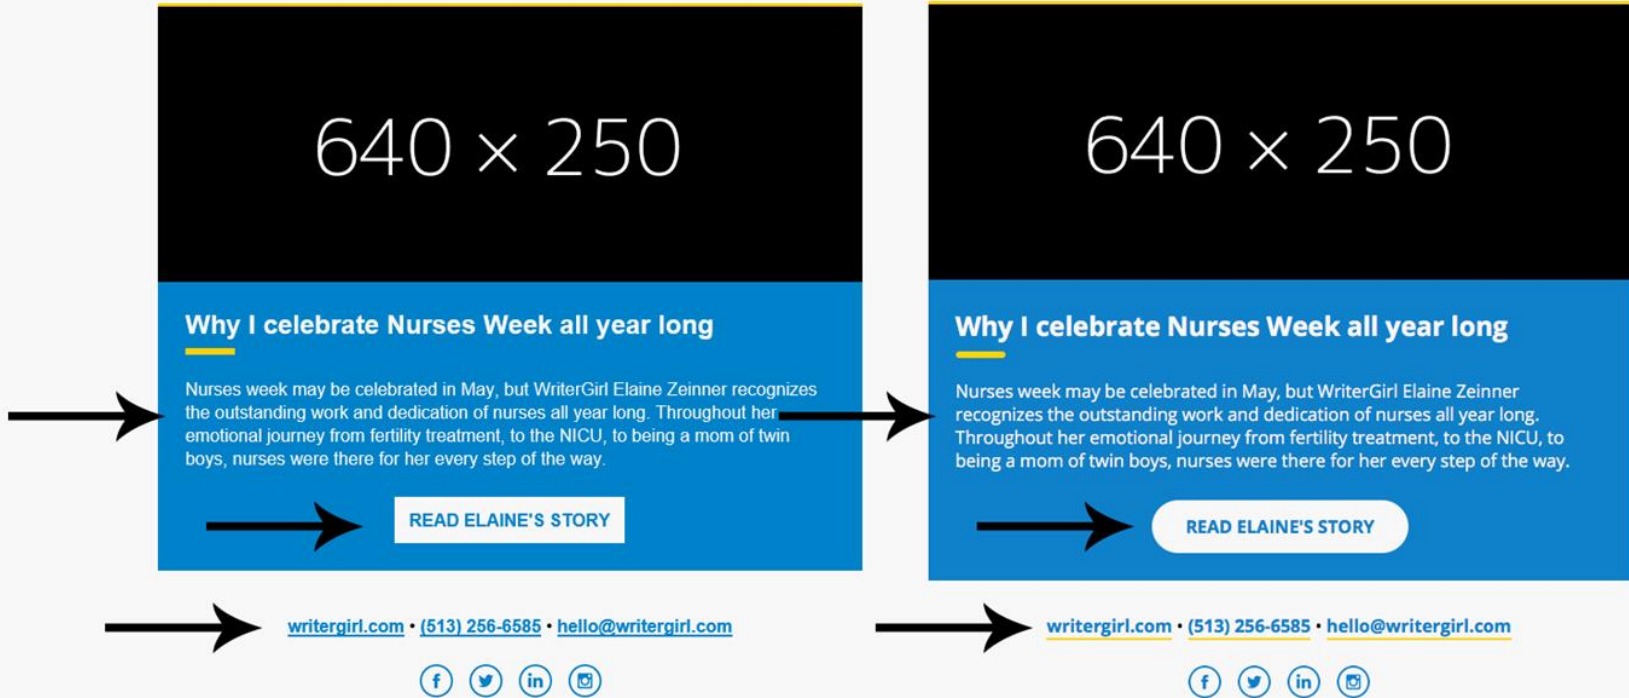 640 × 250
Why I celebrate Nurses Week all year long
Nurses week may be celebrated in May, but WriterGirl Elaine Zeinner recognizes
the outstanding work and dedication of nurses all year long. Throughout her
emotional journey from fertility treatment, to the NICU, to being a mom of twin
boys, nurses were there for her every step of the way.
READ ELAINE'S STORY
writergirl.com • (513) 256-6585 • hello@writergirl.com
f in
640 × 250
Why I celebrate Nurses Week all year long
Nurses week may be celebrated in May, but WriterGirl Elaine Zeinner
recognizes the outstanding work and dedication of nurses all year long.
Throughout her emotional journey from fertility treatment, to the NICU, to
being a mom of twin boys, nurses were there for her every step of the way.
READ ELAINE'S STORY
writergirl.com • (513) 256-6585 • hello@writergirl.com
f in